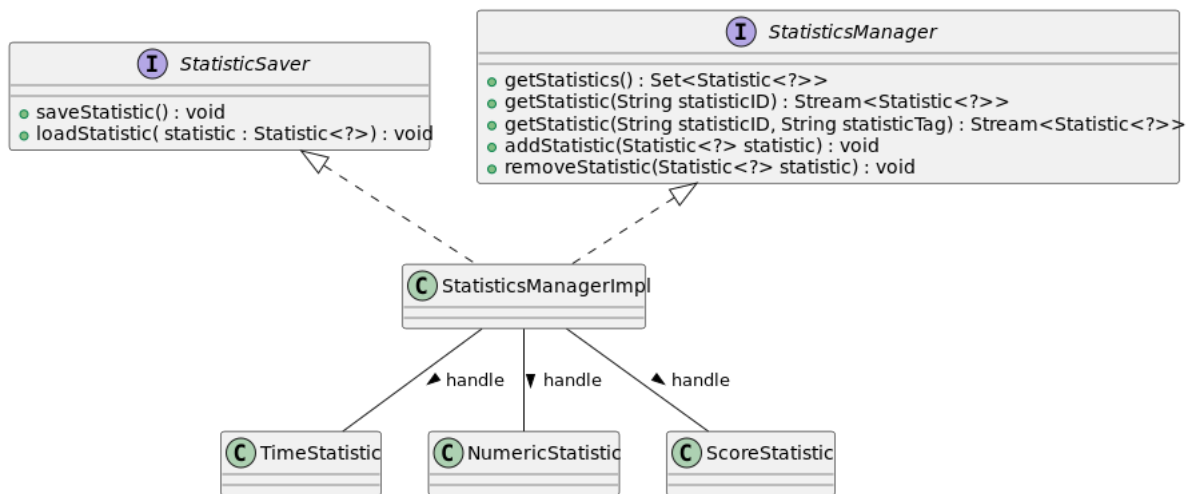 I StatisticSaver
saveStatistic() : void
loadStatistic( statistic : Statistic<?>) : void
I StatisticsManager
getStatistics() : Set<Statistic<?>>
getStatistic(String statisticID) : Stream<Statistic<?>>
getStatistic(String statisticID, String statisticTag) : Stream<Statistic<?>>
addStatistic(Statistic<?> statistic) : void
removeStatistic(Statistic<?> statistic) : void
C StatisticsManagerImpl
handle
handle
handle
C TimeStatistic
C NumericStatistic
C ScoreStatistic